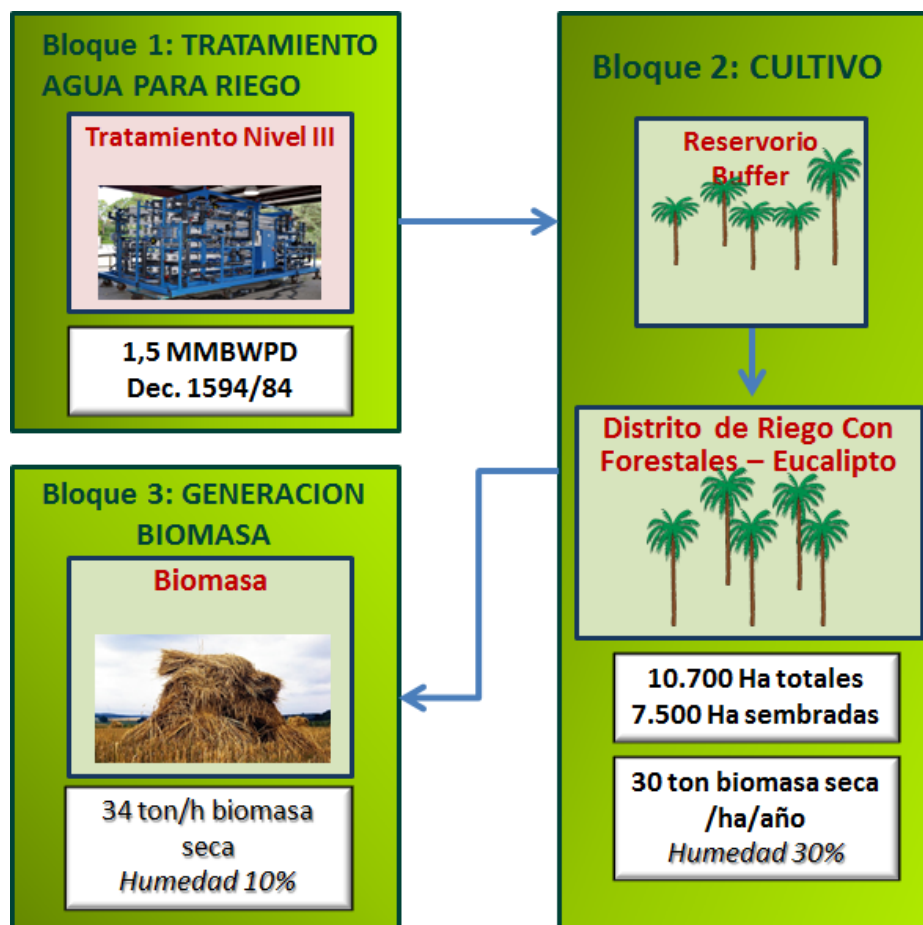 Bloque 1: TRATAMIENTO
AGUA PARA RIEGO
Tratamiento Nivel III
1,5 MMBWPD
Dec. 1594/84
Bloque 2: CULTIVO
Reservorio
Buffer
Distrito de Riego Con
Forestales – Eucalipto
10.700 Ha totales
7.500 Ha sembradas
30 ton biomasa seca
/ha/año
Humedad 30%
Bloque 3: GENERACION
BIOMASA
Biomasa
34 ton/h biomasa
seca
Humedad 10%